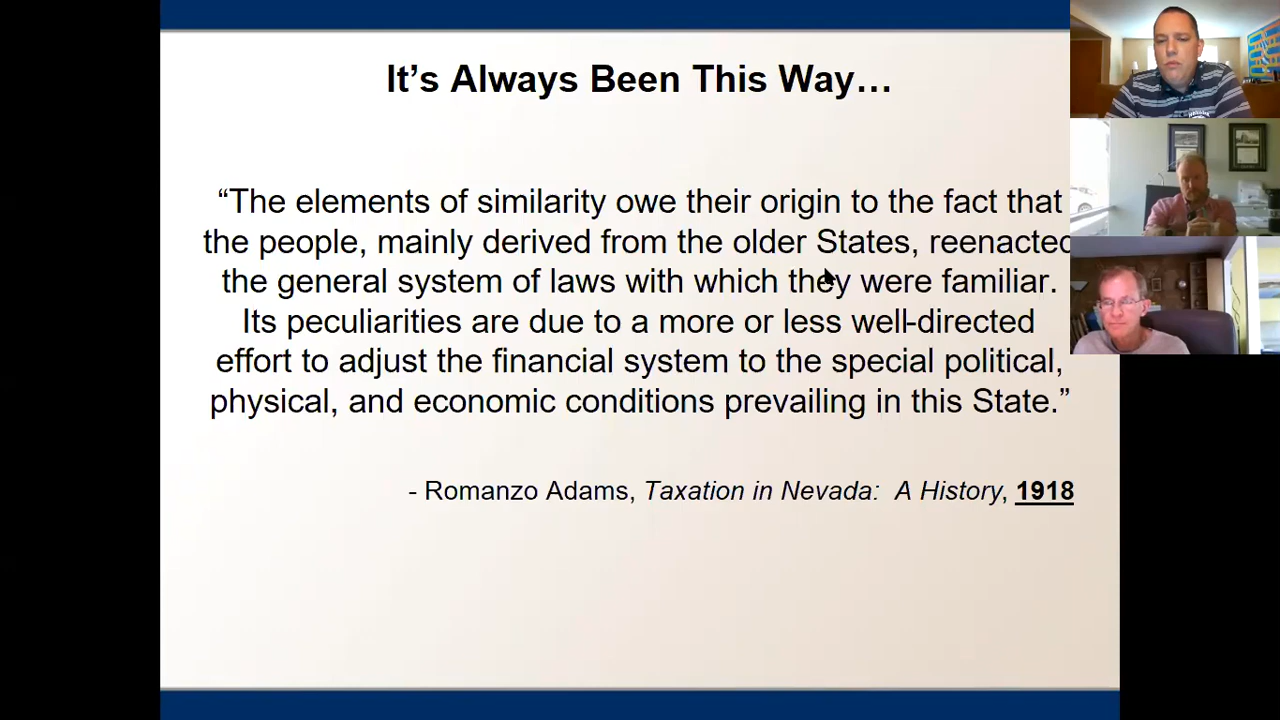 It’s Always Been This Way…
“The elements of similarity owe their origin to the fact that
the people, mainly derived from the older States, reenacted
the general system of laws with which they were familiar.
Its peculiarities are due to a more or less well-directed
effort to adjust the financial system to the special political,
physical, and economic conditions prevailing in this State.”
- Romanzo Adams, Taxation in Nevada: A History, 1918